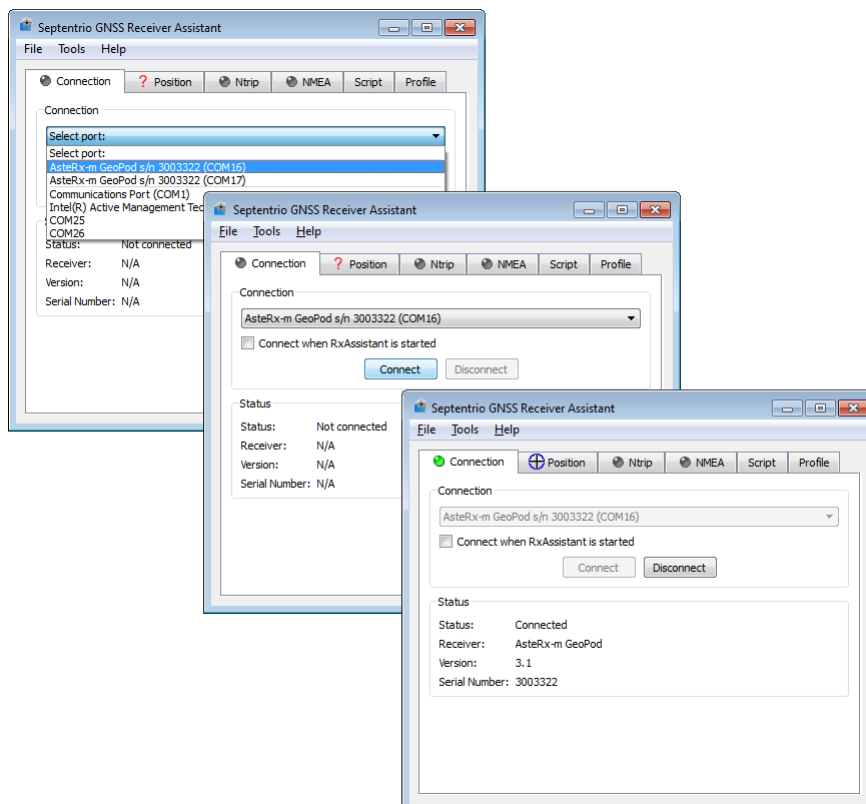 Septentrio GNSS Receiver Assistant
File Tools Help
Connection ? Position Ntrip NMEA Script Profile
Connection
Select port:
Select port:
AsteRx-m GeoPod s/n 3003322 (COM16)
AsteRx-m GeoPod s/n 3003322 (COM17)
Communications Port (COM1)
Intel(R) Active Management Tec
COM25
COM26
Status: Not connected
Receiver: N/A
Version: N/A
Serial Number: N/A
Septentrio GNSS Receiver Assistant
File Tools Help
Connection ? Position Ntrip NMEA Script Profile
Connection
AsteRx-m GeoPod s/n 3003322 (COM16)
Connect when RxAssistant is started
Connect Disconnect
Status
Status: Not connected
Receiver: N/A
Version: N/A
Serial Number: N/A
Septentrio GNSS Receiver Assistant
File Tools Help
Connection Position Ntrip NMEA Script Profile
Connection
AsteRx-m GeoPod s/n 3003322 (COM16)
Connect when RxAssistant is started
Connect Disconnect
Status
Status: Connected
Receiver: AsteRx-m GeoPod
Version: 3.1
Serial Number: 3003322